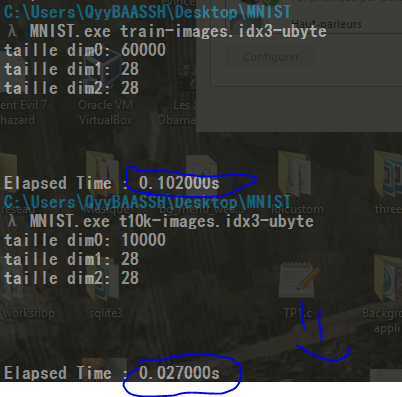 C:\Users\QyyBAASSH\Desktop\MNIST
Haut-parleurs
λ MNIST.exe train-images.idx3-ubyte
taille dim0: 60000
Configurer
taille dim1: 28
taille dim2: 28
ent Evil 7
Oracle VM
Les
hazard
VirtualBox
Obama
Elapsed Time : 0.102000s
C:\Users\QyyBAASSH\Desktop\MNIST
λ MNIST.exe t10k-images.idx3-ubyte
taille dim0: 10000
taille dim1: 28
taille dim2: 28
workshop
sqlite3
TP1.c
Backgro
appli
Elapsed Time : 0.027000s